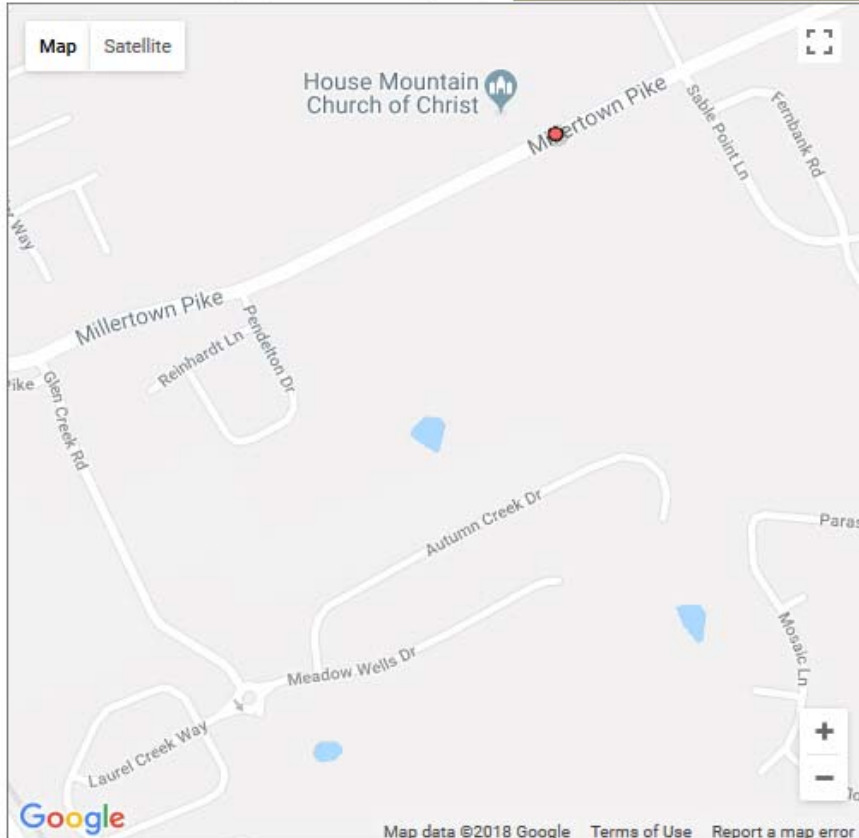 Map Satellite
House Mountain
Church of Christ
Millertown Pike
Sable Point Ln
Fernbank Rd
Way
Millertown Pike
Pendelton Dr
Reinhardt Ln
Pike
Glen Creek Rd
Autumn Creek Dr
Paras
Mosaic Ln
Meadow Wells Dr
Laurel Creek Way
+
−
Google
Map data ©2018 Google Terms of Use Report a map error